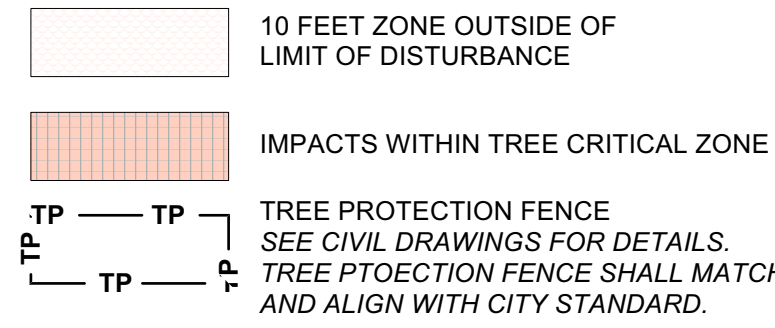 10 FEET ZONE OUTSIDE OF
LIMIT OF DISTURBANCE
IMPACTS WITHIN TREE CRITICAL ZONE
TP TP
TP
TP
TP
TREE PROTECTION FENCE
SEE CIVIL DRAWINGS FOR DETAILS.
TREE PTOECTION FENCE SHALL MATCH
AND ALIGN WITH CITY STANDARD.